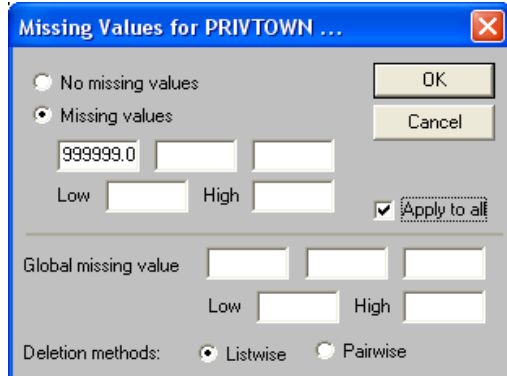 Missing Values for PRIVTOWN ...
No missing values
OK
Missing values
Cancel
999999.0
Low High
Apply to all
Global missing value
Low High
Deletion methods: Listwise Pairwise